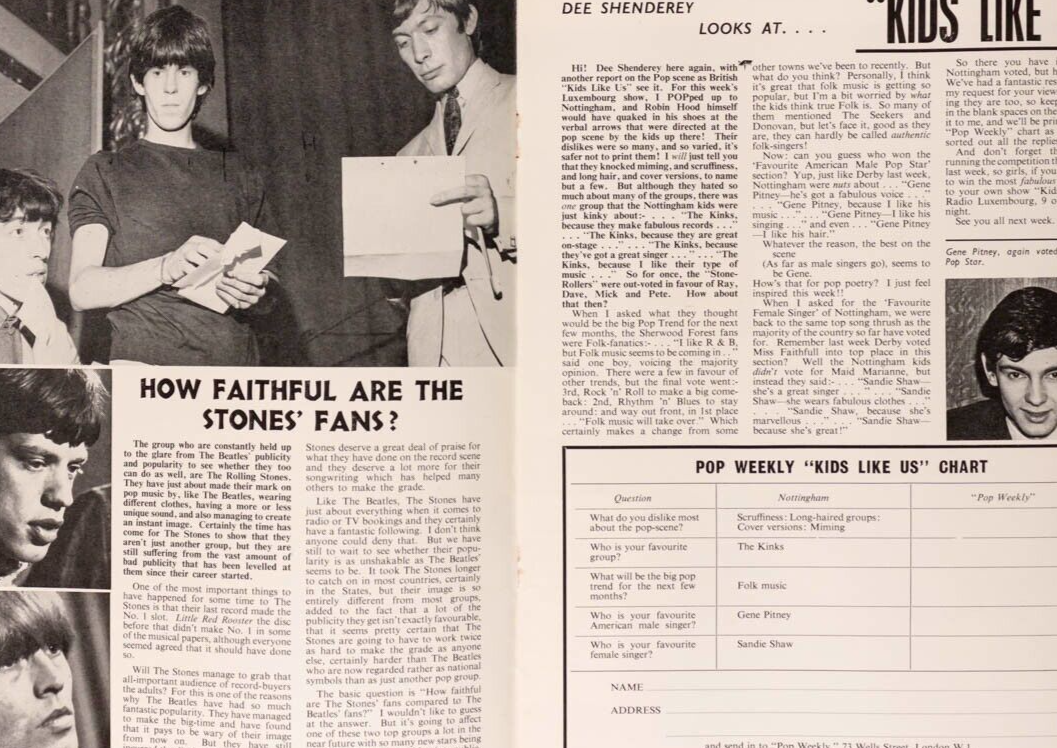 HOW FAITHFUL ARE THE
STONES' FANS?
The group who are constantly held up
to the glare from The Beatles' publicity
and popularity to see whether they too
can do as well, are The Rolling Stones.
They have just about made their mark on
pop music by, like The Beatles, wearing
different clothes, having a more or less
unique sound, and also managing to create
an instant image. Certainly the time has
come for The Stones to show that they
aren't just another group, but they are
still suffering from the vast amount of
bad publicity that has been levelled at
them since their career started.
One of the most important things to
have happened for some time to The
Stones is that their last record made the
No. 1 slot. Little Red Rooster the disc
before that didn't make No. 1 in some
of the musical papers, although everyone
seemed agreed that it should have done
so.
Will The Stones manage to grab that
all-important audience of record-buyers
the adults? For this is one of the reasons
why The Beatles have had so much
fantastic popularity. They have managed
to make the big-time and have found
that it pays to be wary of their image
from now on. But they have still
Stones deserve a great deal of praise for
what they have done on the record scene
and they deserve a lot more for their
songwriting which has helped many
others to make the grade.
Like The Beatles, The Stones have
just about everything when it comes to
radio or TV bookings and they certainly
have a fantastic following. I don't think
anyone could deny that. But we have
still to wait to see whether their popu-
larity is as unshakable as The Beatles'
seems to be. It took The Stones longer
to catch on in most countries, certainly
in the States, but their image is so
entirely different from most groups,
added to the fact that a lot of the
publicity they get isn't exactly favourable,
that it seems pretty certain that The
Stones are going to have to work twice
as hard to make the grade as anyone
else, certainly harder than The Beatles
who are now regarded rather as national
symbols than as just another pop group.
The basic question is "How faithful
are The Stones' fans compared to The
Beatles' fans?" I wouldn't like to guess
at the answer. But it's going to affect
one of these two top groups a lot in the
near future with so many new stars being
DEE SHENDEREY
LOOKS AT. . . .
"KIDS LIKE
Hi! Dee Shenderey here again, with
another report on the Pop scene as British
"Kids Like Us" see it. For this week's
Luxembourg show, I POPped up to
Nottingham, and Robin Hood himself
would have quaked in his shoes at the
verbal arrows that were directed at the
pop scene by the kids up there! Their
dislikes were so many, and so varied, it's
safer not to print them! I will just tell you
that they knocked miming, and scruffiness,
and long hair, and cover versions, to name
but a few. But although they hated so
much about many of the groups, there was
one group that the Nottingham kids were
just kinky about:- . . . . "The Kinks,
because they make fabulous records . . ."
. . . "The Kinks, because they are great
on-stage . . ." . . . "The Kinks, because
they've got a great singer . . ." . . . "The
Kinks, because I like their type of
music . . ." So for once, the "Stone-
Rollers" were out-voted in favour of Ray,
Dave, Mick and Pete. How about
that then?
When I asked what they thought
would be the big Pop Trend for the next
few months, the Sherwood Forest fans
were Folk-fanatics:- . . . "I like R & B,
but Folk music seems to be coming in . ."
said one boy, voicing the majority
opinion. There were a few in favour of
other trends, but the final vote went:-
3rd, Rock 'n' Roll to make a big come-
back: 2nd, Rhythm 'n' Blues to stay
around: and way out front, in 1st place
. . . "Folk music will take over." Which
certainly makes a change from some
other towns we've been to recently. But
what do you think? Personally, I think
it's great that folk music is getting so
popular, but I'm a bit worried by what
the kids think true Folk is. So many of
them mentioned The Seekers and
Donovan, but let's face it, good as they
are, they can hardly be called authentic
folk-singers!
Now: can you guess who won the
'Favourite American Male Pop Star'
section? Yup, just like Derby last week,
Nottingham were nuts about . . . "Gene
Pitney—he's got a fabulous voice . . ."
. . . . "Gene Pitney, because I like his
music . . ." . . . "Gene Pitney—I like his
singing . . ." and even . . . "Gene Pitney
—I like his hair."
Whatever the reason, the best on the
scene
(As far as male singers go), seems to
be Gene.
How's that for pop poetry? I just feel
inspired this week!!
When I asked for the 'Favourite
Female Singer' of Nottingham, we were
back to the same top song thrush as the
majority of the country so far have voted
for. Remember last week Derby voted
Miss Faithfull into top place in this
section? Well the Nottingham kids
didn't vote for Maid Marianne, but
instead they said:- . . . "Sandie Shaw—
she's a great singer . . . ." . . . "Sandie
Shaw—she wears fabulous clothes . . ."
. . . . "Sandie Shaw, because she's
marvellous . . ." . . . "Sandie Shaw—
because she's great!"
So there you have
Nottingham voted, but h
We've had a fantastic res
my request for your view
ing they are too, so keep
in the blank spaces on the
it to me, and we'll be prin
"Pop Weekly" chart as
sorted out all the replie
And don't forget th
running the competition t
last week, so girls, if you
to win the most fabulous
to your own show "Kid
Radio Luxembourg, 9 o
night.
See you all next week.
Gene Pitney, again voted
Pop Star.
POP WEEKLY "KIDS LIKE US" CHART
Question Nottingham "Pop Weekly"
What do you dislike most Scruffiness: Long-haired groups:
about the pop-scene? Cover versions: Miming
Who is your favourite The Kinks
group?
What will be the big pop
trend for the next few Folk music
months?
Who is your favourite Gene Pitney
American male singer?
Who is your favourite Sandie Shaw
female singer?
NAME
ADDRESS
and send in to "Pop Weekly," 73 Wells Street, London W.1